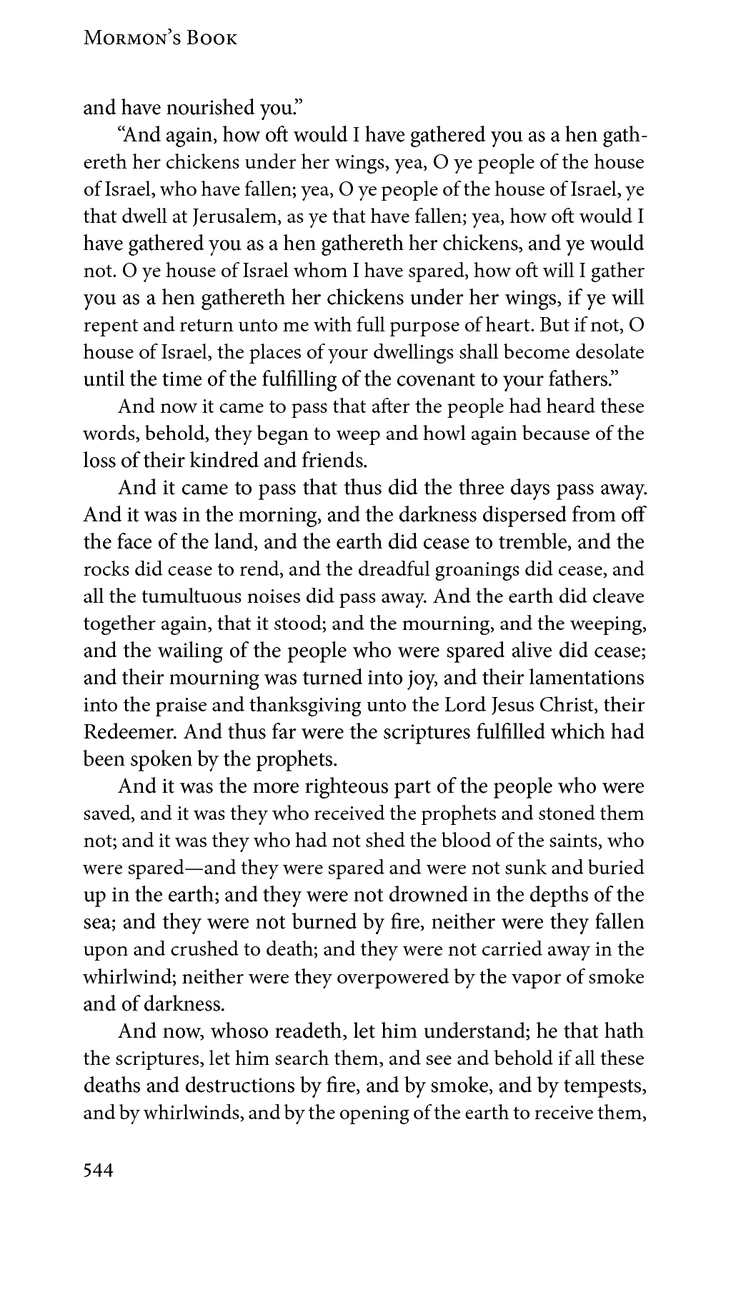 Mormon’s Book
and have nourished you.”
“And again, how oft would I have gathered you as a hen gath-
ereth her chickens under her wings, yea, O ye people of the house
of Israel, who have fallen; yea, O ye people of the house of Israel, ye
that dwell at Jerusalem, as ye that have fallen; yea, how oft would I
have gathered you as a hen gathereth her chickens, and ye would
not. O ye house of Israel whom I have spared, how oft will I gather
you as a hen gathereth her chickens under her wings, if ye will
repent and return unto me with full purpose of heart. But if not, O
house of Israel, the places of your dwellings shall become desolate
until the time of the fulfilling of the covenant to your fathers.”
And now it came to pass that after the people had heard these
words, behold, they began to weep and howl again because of the
loss of their kindred and friends.
And it came to pass that thus did the three days pass away.
And it was in the morning, and the darkness dispersed from off
the face of the land, and the earth did cease to tremble, and the
rocks did cease to rend, and the dreadful groanings did cease, and
all the tumultuous noises did pass away. And the earth did cleave
together again, that it stood; and the mourning, and the weeping,
and the wailing of the people who were spared alive did cease;
and their mourning was turned into joy, and their lamentations
into the praise and thanksgiving unto the Lord Jesus Christ, their
Redeemer. And thus far were the scriptures fulfilled which had
been spoken by the prophets.
And it was the more righteous part of the people who were
saved, and it was they who received the prophets and stoned them
not; and it was they who had not shed the blood of the saints, who
were spared—and they were spared and were not sunk and buried
up in the earth; and they were not drowned in the depths of the
sea; and they were not burned by fire, neither were they fallen
upon and crushed to death; and they were not carried away in the
whirlwind; neither were they overpowered by the vapor of smoke
and of darkness.
And now, whoso readeth, let him understand; he that hath
the scriptures, let him search them, and see and behold if all these
deaths and destructions by fire, and by smoke, and by tempests,
and by whirlwinds, and by the opening of the earth to receive them,
544